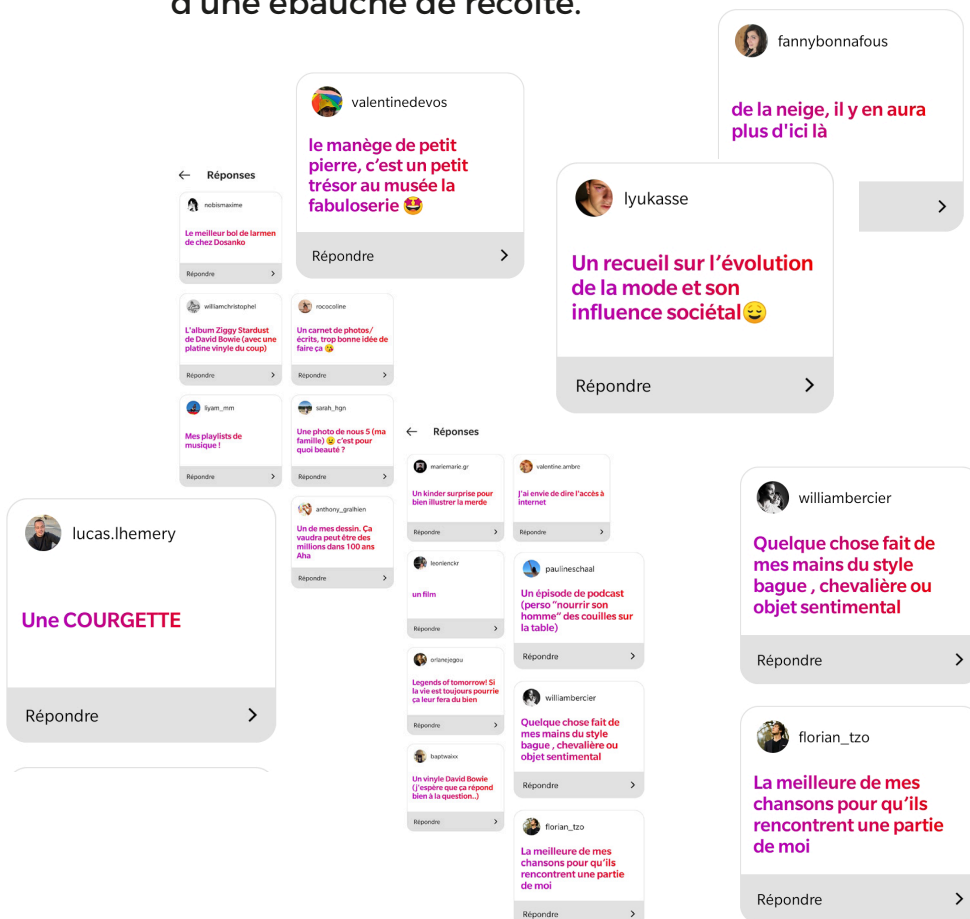 d'une ébauche de récolte.
fannybonnafous
de la neige, il y en aura
plus d'ici là
valentinedevos
le manège de petit
pierre, c'est un petit
trésor au musée la
fabuloserie 🤩
Répondre
lyukasse
Un recueil sur l'évolution
de la mode et son
influence sociétal😌
Répondre
← Réponses
nobismaxime
Le meilleur bol de larmen
de chez Dosanko
Répondre
williamchristophel
L'album Ziggy Stardust
de David Bowie (avec une
platine vinyle du coup)
Répondre
rococoline
Un carnet de photos/
écrits, trop bonne idée de
faire ça 😘
Répondre
liyam_mm
Mes playlists de
musique !
Répondre
sarah_hgn
Une photo de nous 5 (ma
famille) 😉 c'est pour
quoi beauté ?
Répondre
anthony_gralhien
Un de mes dessin. Ça
vaudra peut être des
millions dans 100 ans
Aha
Répondre
lucas.lhemery
Une COURGETTE
Répondre
← Réponses
mariemarie.gr
Un kinder surprise pour
bien illustrer la merde
Répondre
valentine.ambre
J'ai envie de dire l'accès à
internet
Répondre
leonienckr
un film
Répondre
paulineschaal
Un épisode de podcast
(perso "nourrir son
homme" des couilles sur
la table)
Répondre
orianejegou
Legends of tomorrow! Si
la vie est toujours pourrie
ça leur fera du bien
Répondre
williambercier
Quelque chose fait de
mes mains du style
bague , chevalière ou
objet sentimental
Répondre
baptwaixx
Un vinyle David Bowie
(j'espère que ça répond
bien à la question..)
Répondre
florian_tzo
La meilleure de mes
chansons pour qu'ils
rencontrent une partie
de moi
Répondre
williambercier
Quelque chose fait de
mes mains du style
bague , chevalière ou
objet sentimental
Répondre
florian_tzo
La meilleure de mes
chansons pour qu'ils
rencontrent une partie
de moi
Répondre